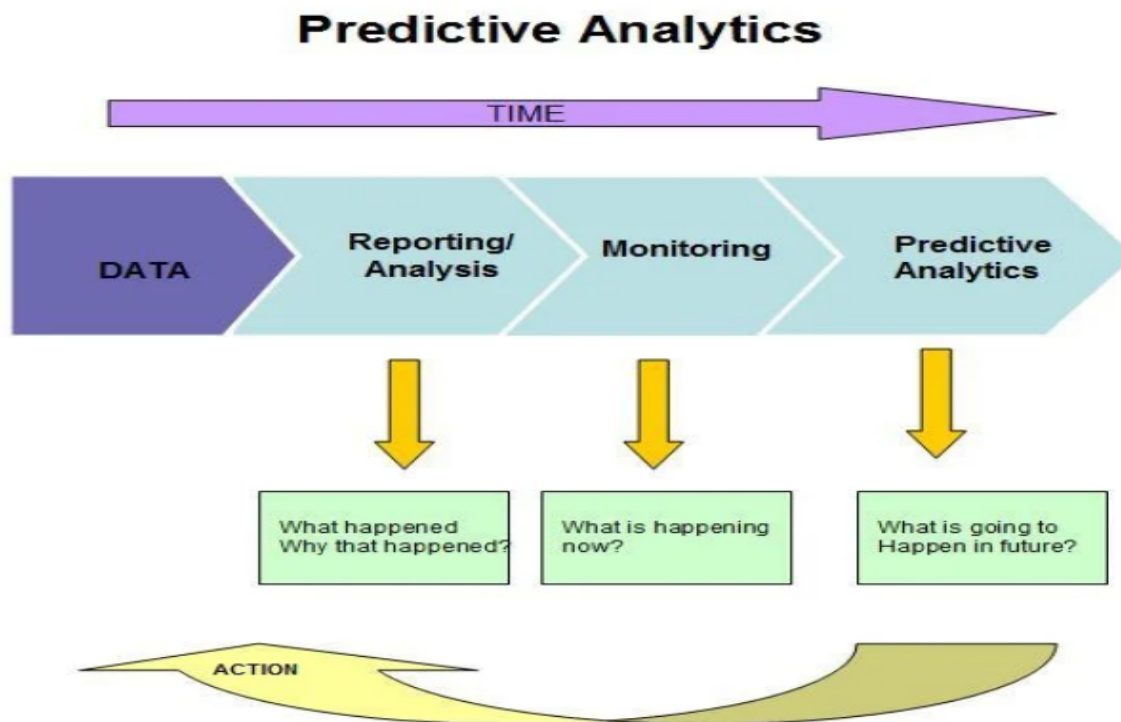 Predictive Analytics
TIME
DATA
Reporting/
Analysis
Monitoring
Predictive
Analytics
What happened
Why that happened?
What is happening
now?
What is going to
Happen in future?
ACTION